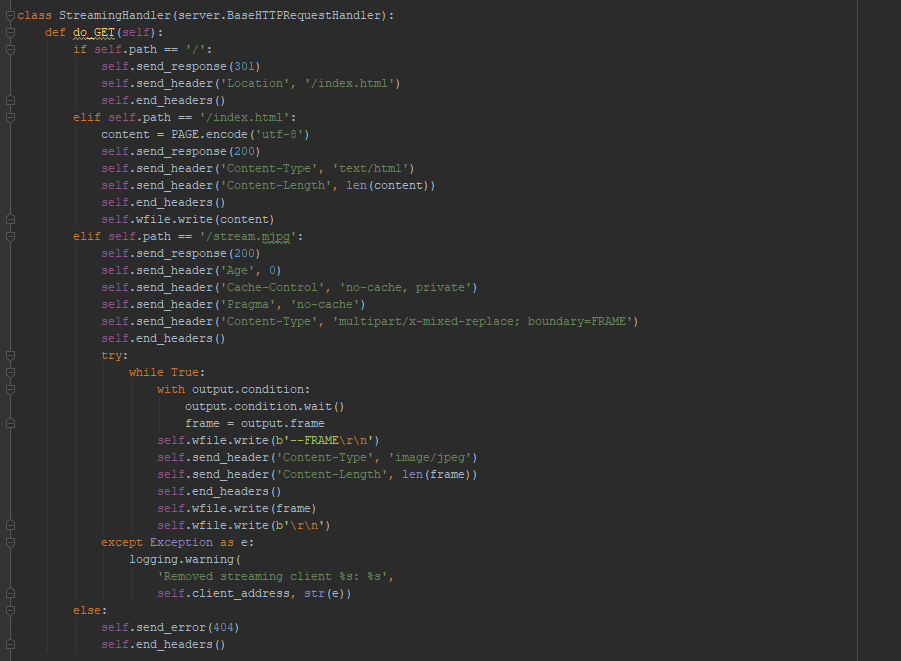 class StreamingHandler(server.BaseHTTPRequestHandler):
    def do_GET(self):
        if self.path == '/':
            self.send_response(301)
            self.send_header('Location', '/index.html')
            self.end_headers()
        elif self.path == '/index.html':
            content = PAGE.encode('utf-8')
            self.send_response(200)
            self.send_header('Content-Type', 'text/html')
            self.send_header('Content-Length', len(content))
            self.end_headers()
            self.wfile.write(content)
        elif self.path == '/stream.mjpg':
            self.send_response(200)
            self.send_header('Age', 0)
            self.send_header('Cache-Control', 'no-cache, private')
            self.send_header('Pragma', 'no-cache')
            self.send_header('Content-Type', 'multipart/x-mixed-replace; boundary=FRAME')
            self.end_headers()
            try:
                while True:
                    with output.condition:
                        output.condition.wait()
                        frame = output.frame
                    self.wfile.write(b'--FRAME\r\n')
                    self.send_header('Content-Type', 'image/jpeg')
                    self.send_header('Content-Length', len(frame))
                    self.end_headers()
                    self.wfile.write(frame)
                    self.wfile.write(b'\r\n')
            except Exception as e:
                logging.warning(
                    'Removed streaming client %s: %s',
                    self.client_address, str(e))
        else:
            self.send_error(404)
            self.end_headers()